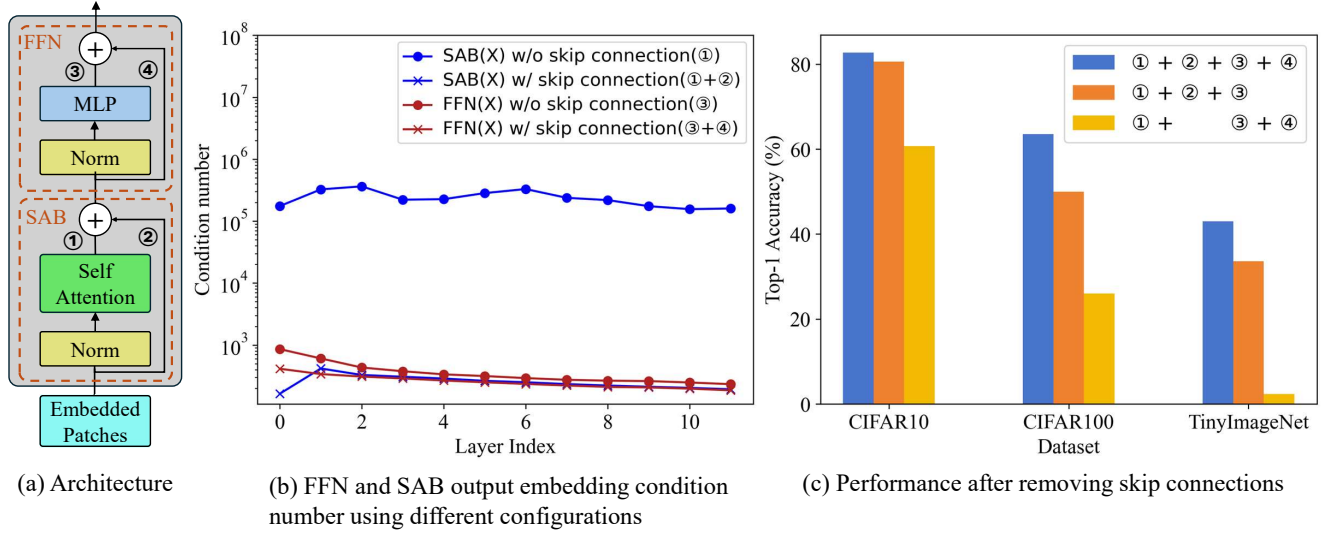 FFN
③
④
MLP
Norm
SAB
①
②
Self
Attention
Norm
Embedded
Patches
(a) Architecture
Condition number
10^8
10^7
10^6
10^5
10^4
10^3
0
2
4
6
8
10
Layer Index
SAB(X) w/o skip connection(①)
SAB(X) w/ skip connection(①+②)
FFN(X) w/o skip connection(③)
FFN(X) w/ skip connection(③+④)
(b) FFN and SAB output embedding condition
number using different configurations
Top-1 Accuracy (%)
80
60
40
20
0
① + ② + ③ + ④
① + ② + ③
① + ③ + ④
CIFAR10
CIFAR100
TinyImageNet
Dataset
(c) Performance after removing skip connections